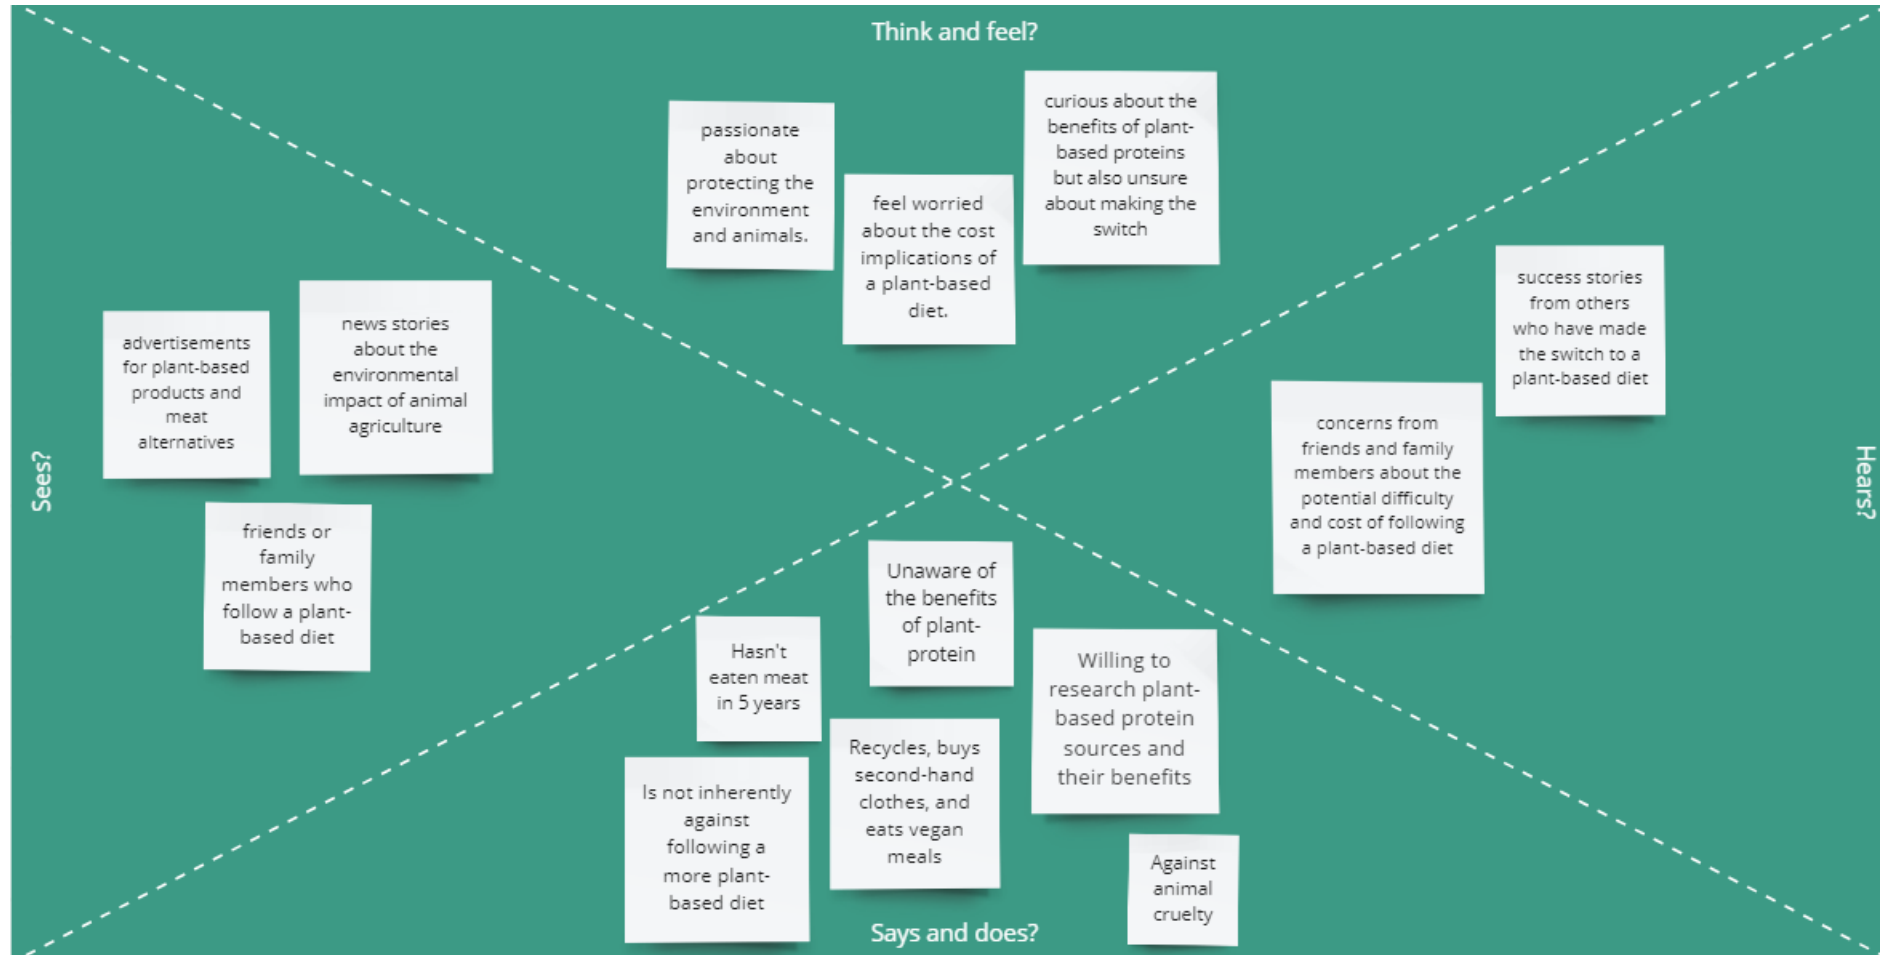 Think and feel?
passionate
about
protecting the
environment
and animals.
feel worried
about the cost
implications of
a plant-based
diet.
curious about the
benefits of plant-
based proteins
but also unsure
about making the
switch
Sees?
advertisements
for plant-based
products and
meat
alternatives
news stories
about the
environmental
impact of animal
agriculture
friends or
family
members who
follow a plant-
based diet
Hears?
success stories
from others
who have made
the switch to a
plant-based diet
concerns from
friends and family
members about the
potential difficulty
and cost of following
a plant-based diet
Unaware of
the benefits
of plant-
protein
Hasn't
eaten meat
in 5 years
Willing to
research plant-
based protein
sources and
their benefits
Recycles, buys
second-hand
clothes, and
eats vegan
meals
Is not inherently
against
following a
more plant-
based diet
Against
animal
cruelty
Says and does?